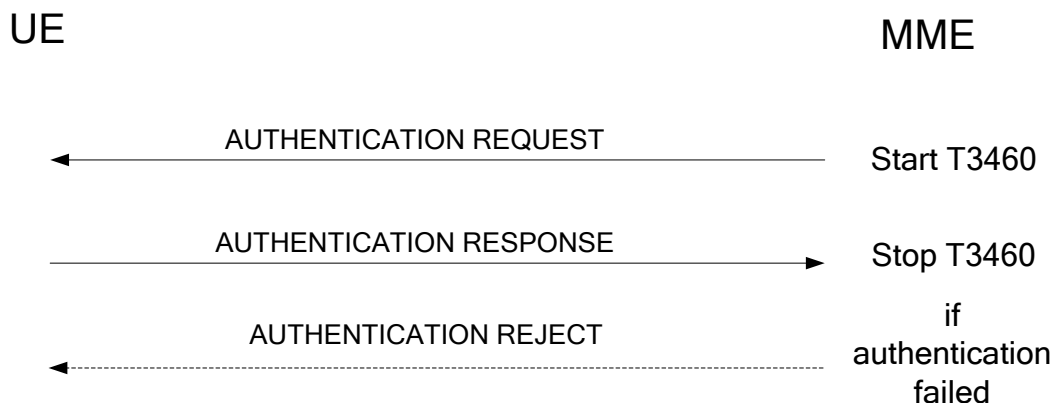 UE
MME
AUTHENTICATION REQUEST
Start T3460
AUTHENTICATION RESPONSE
Stop T3460
AUTHENTICATION REJECT
if
authentication
failed